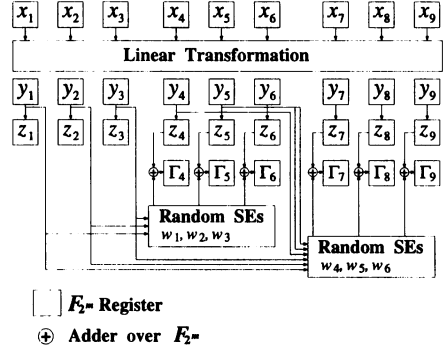 x1 x2 x3 x4 x5 x6 x7 x8 x9
Linear Transformation
y1 y2 y3 y4 y5 y6 y7 y8 y9
z1 z2 z3 z4 z5 z6 z7 z8 z9
Γ4 Γ5 Γ6 Γ7 Γ8 Γ9
Random SEs
w1, w2, w3
Random SEs
w4, w5, w6
F2m Register
Adder over F2m